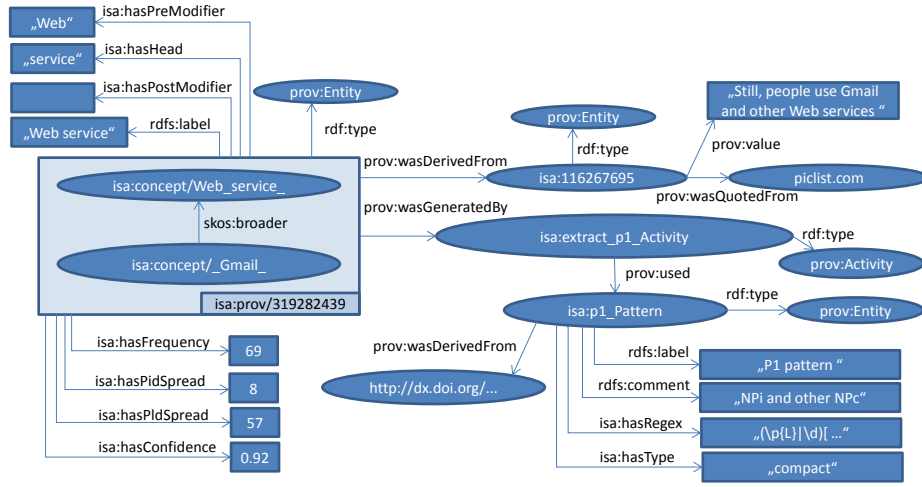 „Web“
isa:hasPreModifier
„service“
isa:hasHead
isa:hasPostModifier
„Web service“
rdfs:label
prov:Entity
rdf:type
prov:Entity
rdf:type
„Still, people use Gmail
and other Web services “
prov:value
prov:wasDerivedFrom
isa:116267695
piclist.com
prov:wasQuotedFrom
isa:concept/Web_service_
skos:broader
isa:concept/_Gmail_
isa:prov/319282439
prov:wasGeneratedBy
isa:extract_p1_Activity
rdf:type
prov:Activity
prov:used
isa:p1_Pattern
rdf:type
prov:Entity
prov:wasDerivedFrom
http://dx.doi.org/...
isa:hasFrequency
69
isa:hasPidSpread
8
isa:hasPldSpread
57
isa:hasConfidence
0.92
rdfs:label
„P1 pattern “
rdfs:comment
„NPi and other NPc“
isa:hasRegex
„(\p{L}|\d)[ ...“
isa:hasType
„compact“